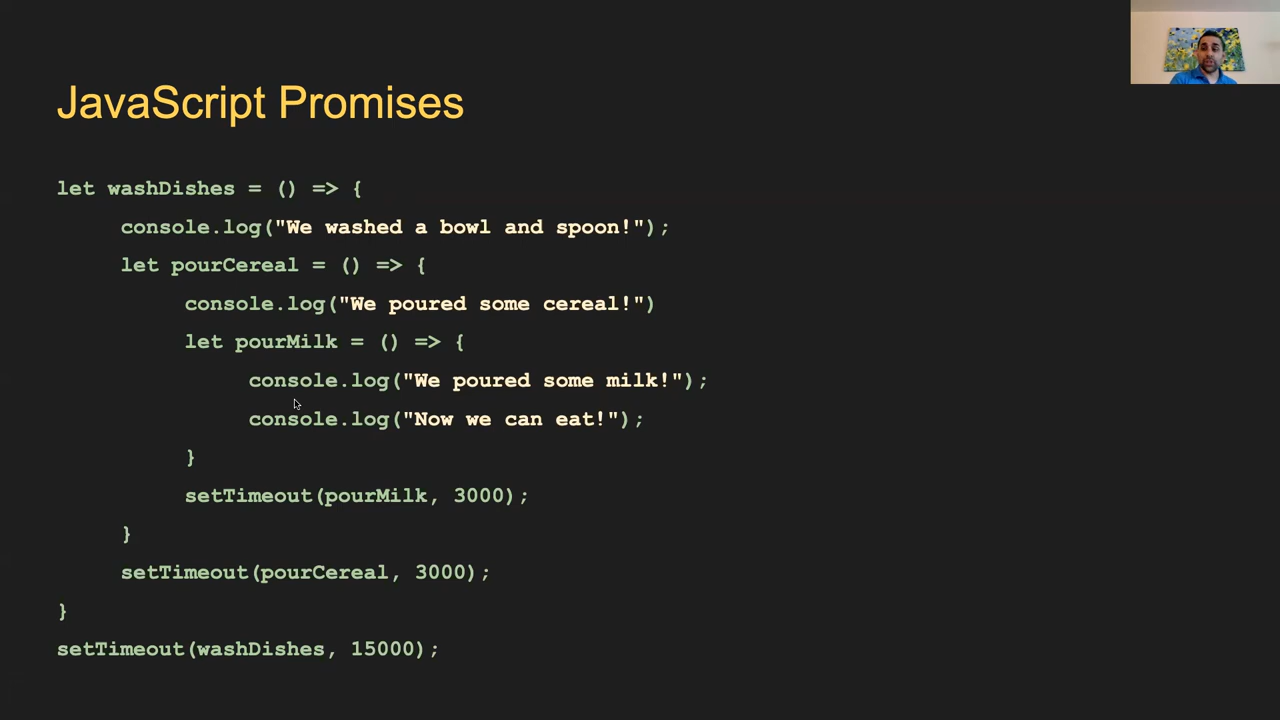 JavaScript Promises
let washDishes = () => {
console.log("We washed a bowl and spoon!");
let pourCereal = () => {
console.log("We poured some cereal!")
let pourMilk = () => {
console.log("We poured some milk!");
console.log("Now we can eat!");
}
setTimeout(pourMilk, 3000);
}
setTimeout(pourCereal, 3000);
}
setTimeout(washDishes, 15000);